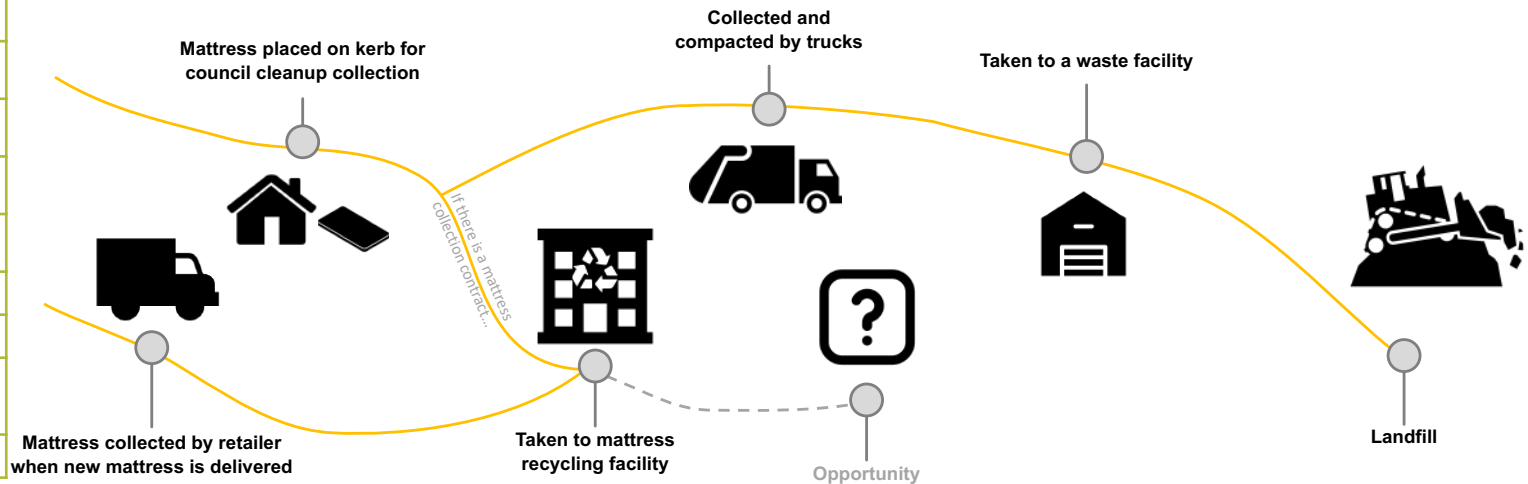 Collected and
compacted by trucks
Mattress placed on kerb for
council cleanup collection
Taken to a waste facility
If there is a mattress
collection contract...
?
Mattress collected by retailer
when new mattress is delivered
Taken to mattress
recycling facility
Opportunity
Landfill